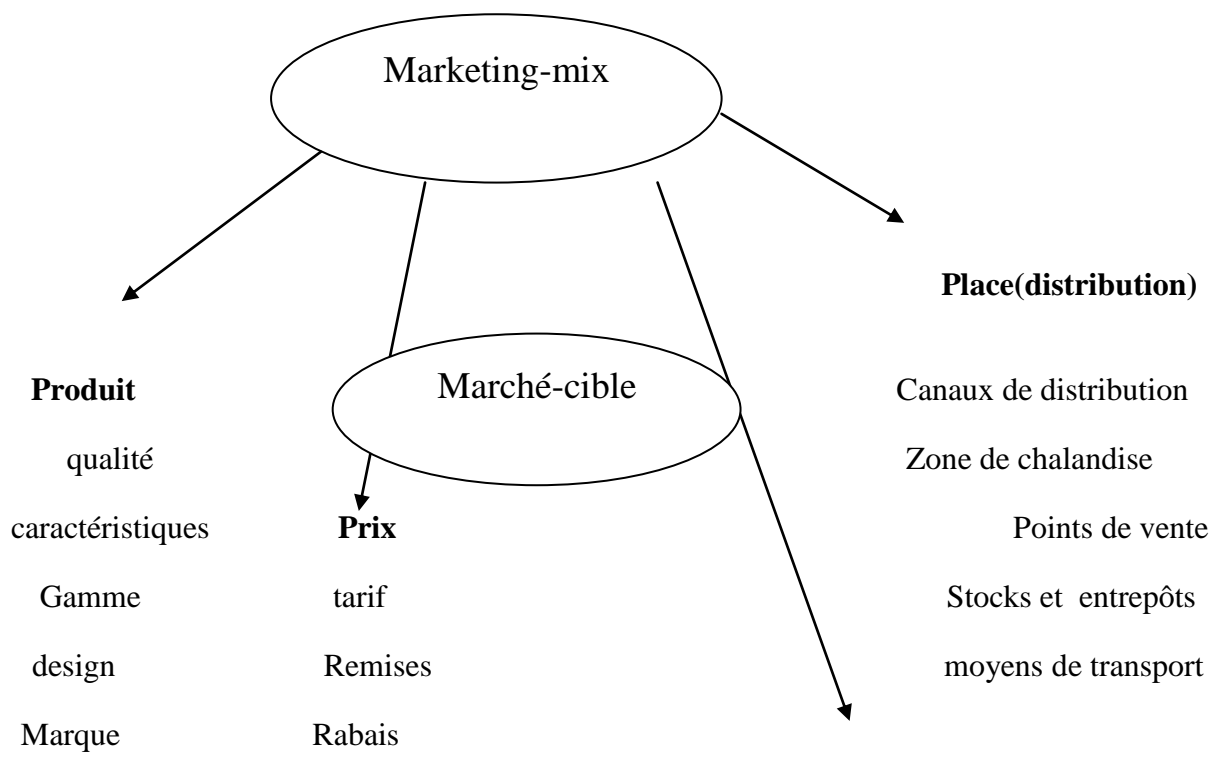 Marketing-mix
Place(distribution)
Produit
Marché-cible
Canaux de distribution
qualité
Zone de chalandise
caractéristiques
Prix
Points de vente
Gamme
tarif
Stocks et  entrepôts
design
Remises
moyens de transport
Marque
Rabais